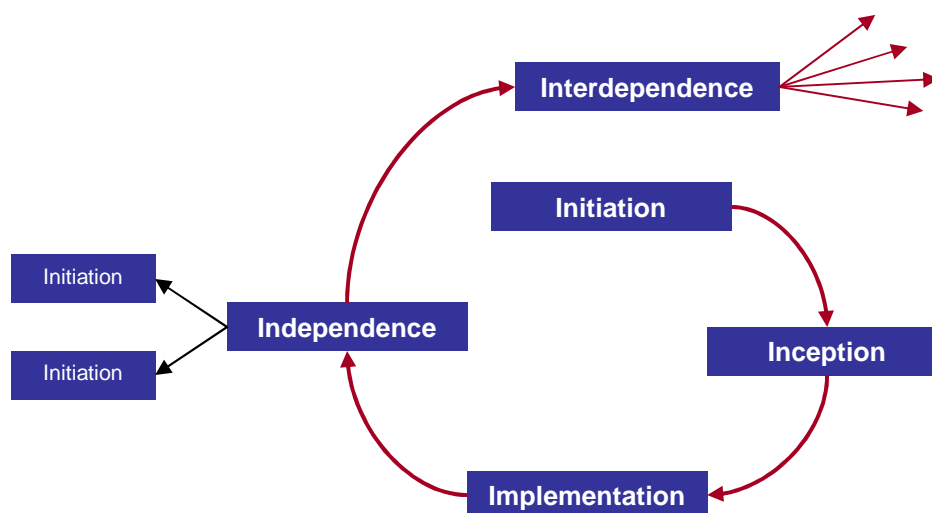 Interdependence
Initiation
Initiation
Independence
Inception
Initiation
Implementation